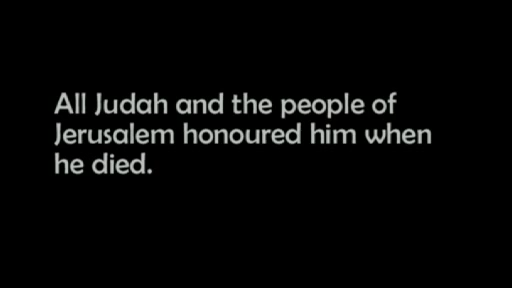 All Judah and the people of
Jerusalem honoured him when
he died.